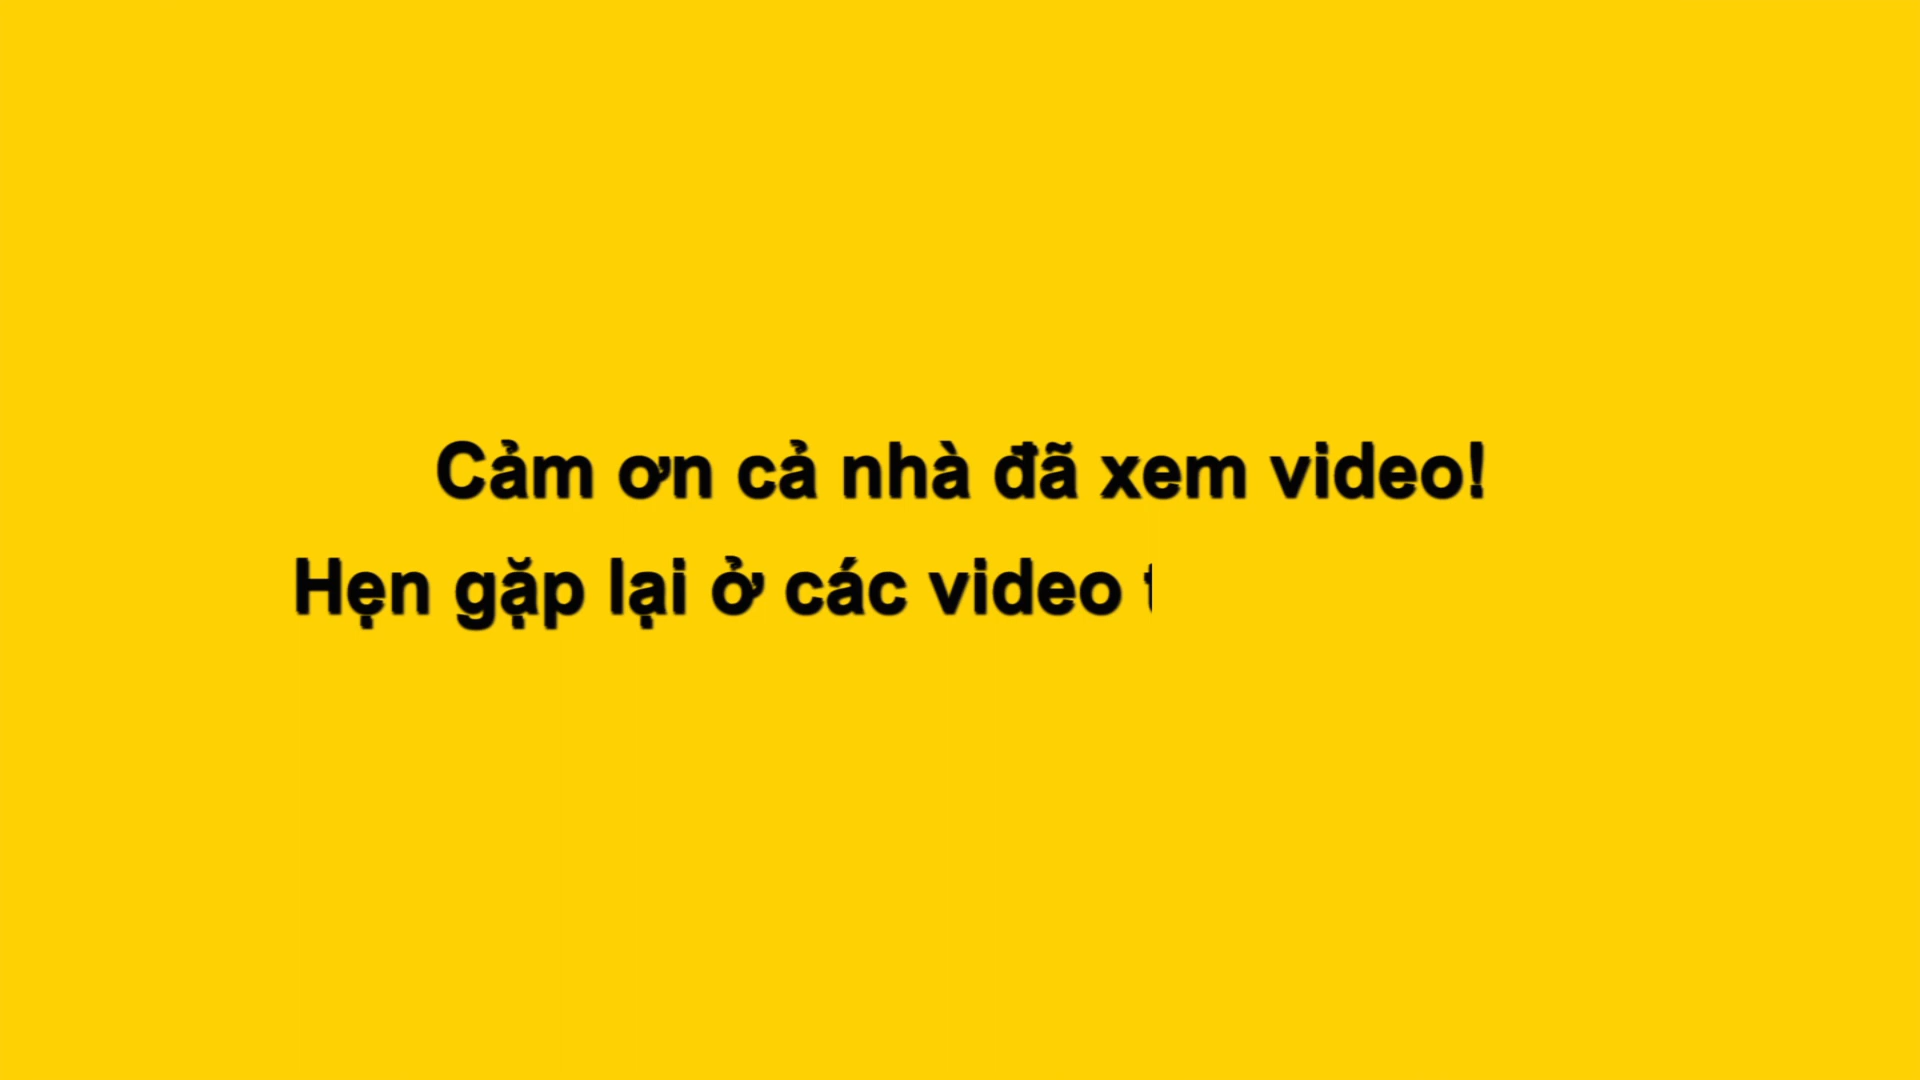 Cảm ơn cả nhà đã xem video!
Hẹn gặp lại ở các video